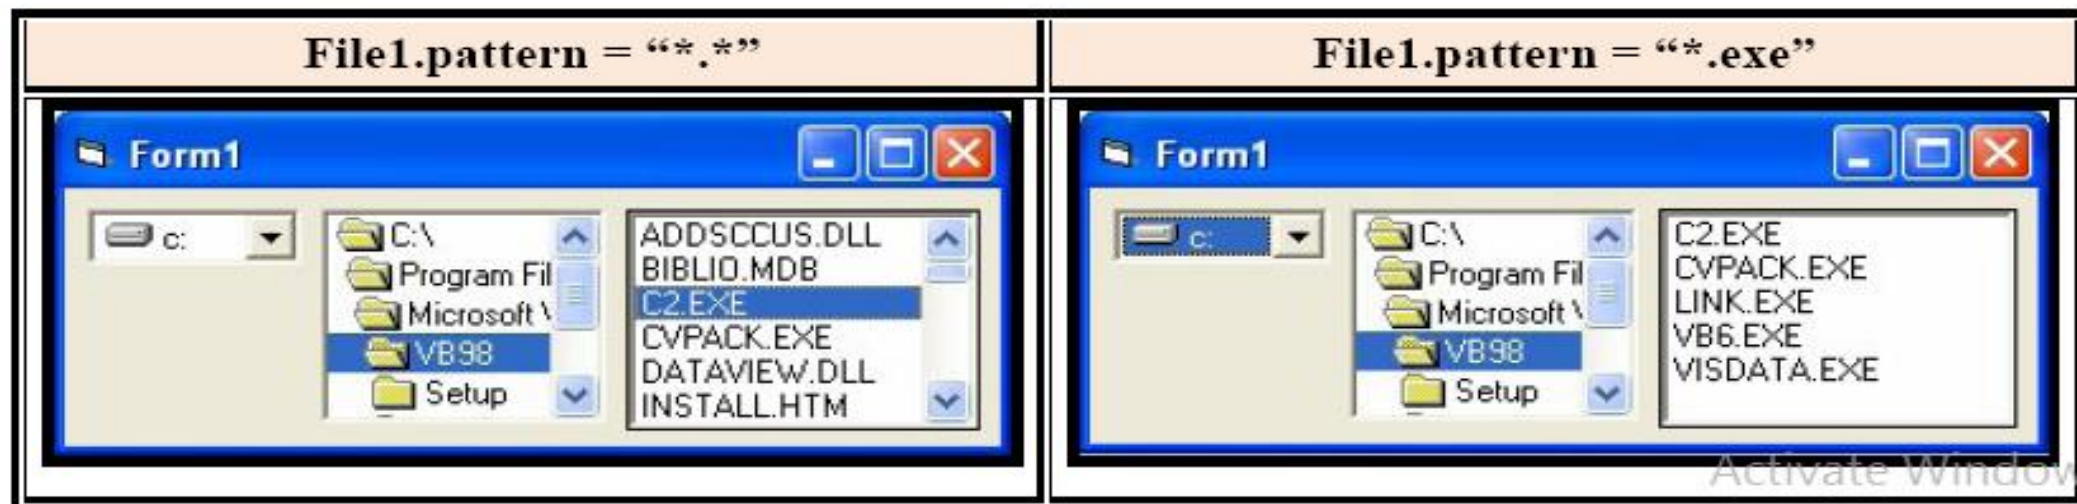 File1.pattern = “*.*”
File1.pattern = “*.exe”
Form1
c:
C:\
Program Fil
Microsoft \
VB98
Setup
ADDSCCUS.DLL
BIBLIO.MDB
C2.EXE
CVPACK.EXE
DATAVIEW.DLL
INSTALL.HTM
Form1
c:
C:\
Program Fil
Microsoft \
VB98
Setup
C2.EXE
CVPACK.EXE
LINK.EXE
VB6.EXE
VISDATA.EXE
Activate Window